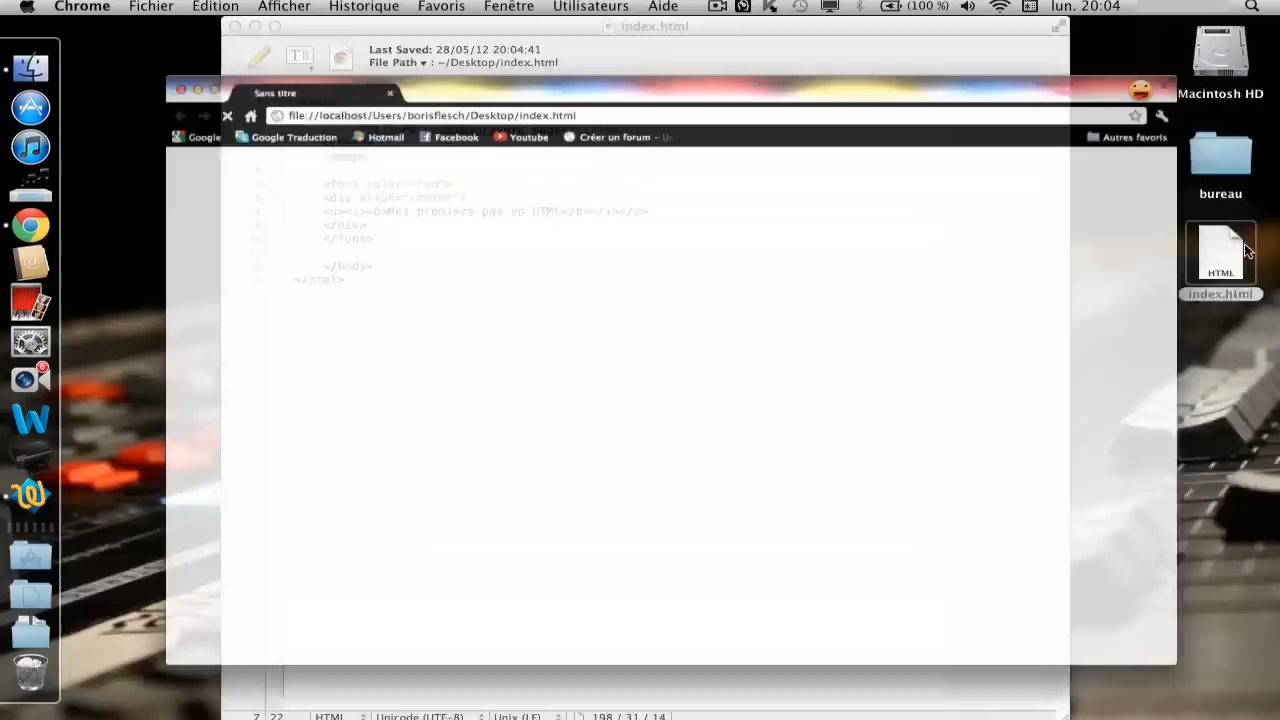 Chrome Fichier Edition Afficher Historique Favoris Fenêtre Utilisateurs Aide (100 %) lun. 20:04
index.html
Last Saved: 28/05/12 20:04:41
File Path ▾ : ~/Desktop/index.html
Macintosh HD
Sans titre
file://localhost/Users/borisflesch/Desktop/index.html
Google Google Traduction Hotmail Facebook Youtube Créer un forum Autres favoris
<font color="red">
<div align="center">
<u><i><b>Mes premiers pas en HTML</b></i></u>
</div>
</font>
</body>
</html>
bureau
HTML
index.html
7 22 HTML Unicode (UTF-8) Unix (LF) 198 / 31 / 14